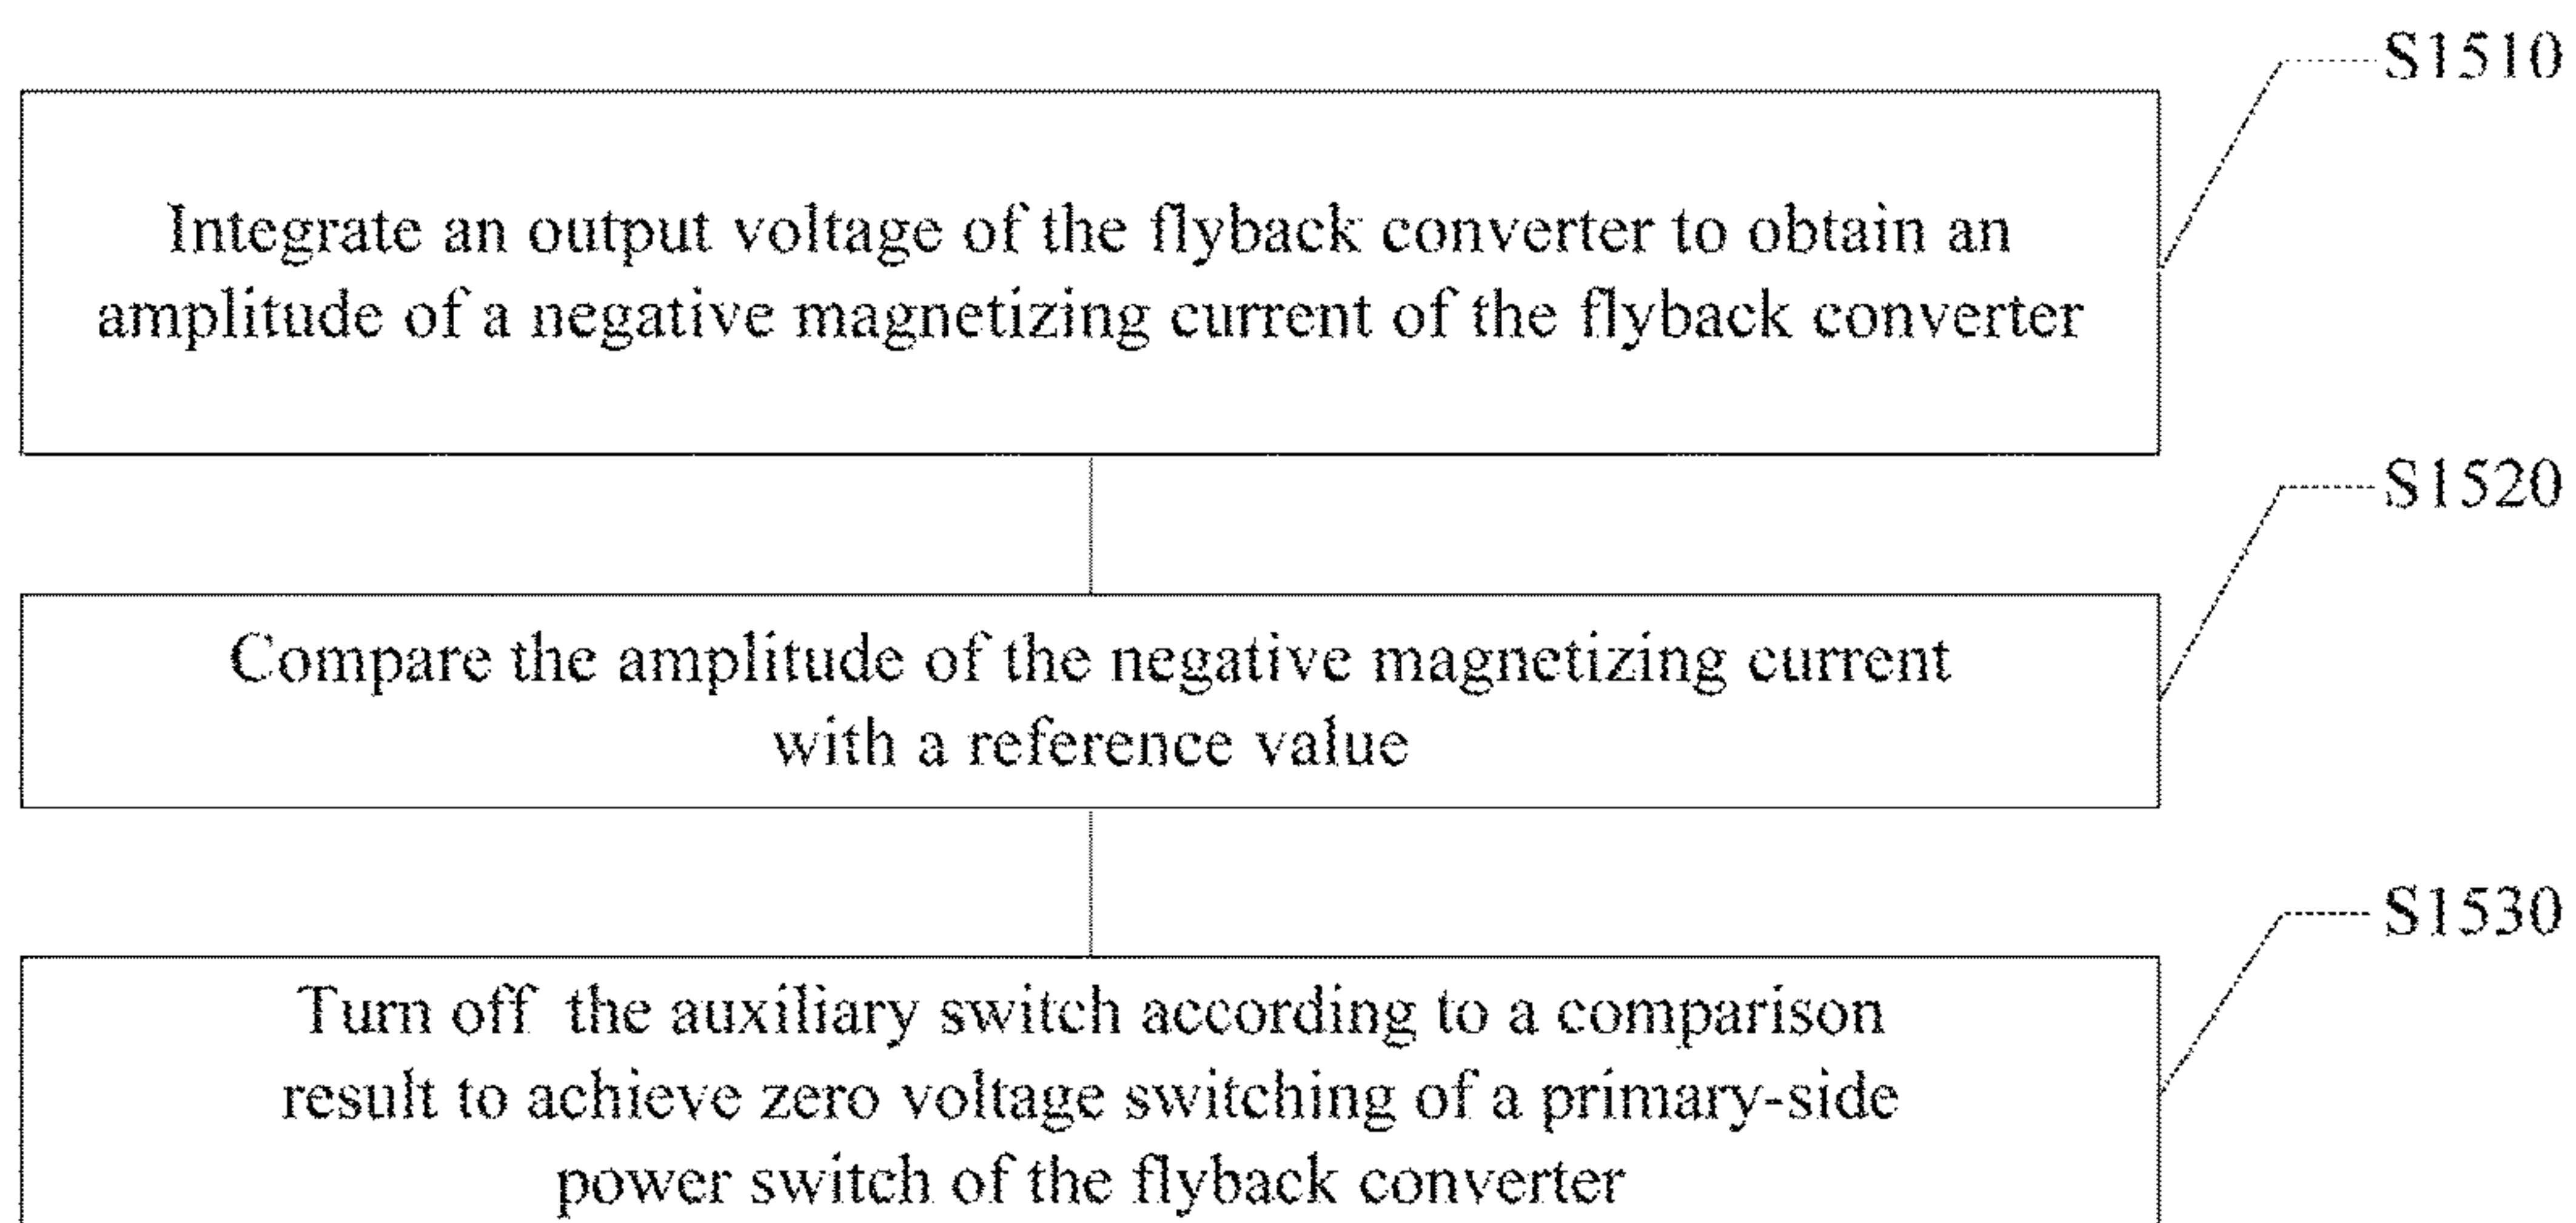 S1510
Integrate an output voltage of the flyback converter to obtain an
amplitude of a negative magnetizing current of the flyback converter
S1520
Compare the amplitude of the negative magnetizing current
with a reference value
S1530
Turn off the auxiliary switch according to a comparison
result to achieve zero voltage switching of a primary-side
power switch of the flyback converter